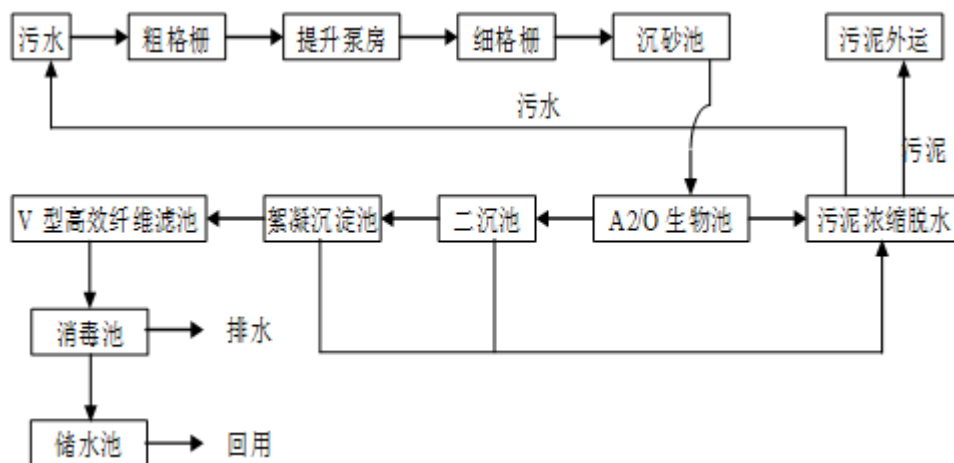 污水
粗格栅
提升泵房
细格栅
沉砂池
污泥外运
污水
污泥
V 型高效纤维滤池
絮凝沉淀池
二沉池
A2/O 生物池
污泥浓缩脱水
消毒池
排水
储水池
回用